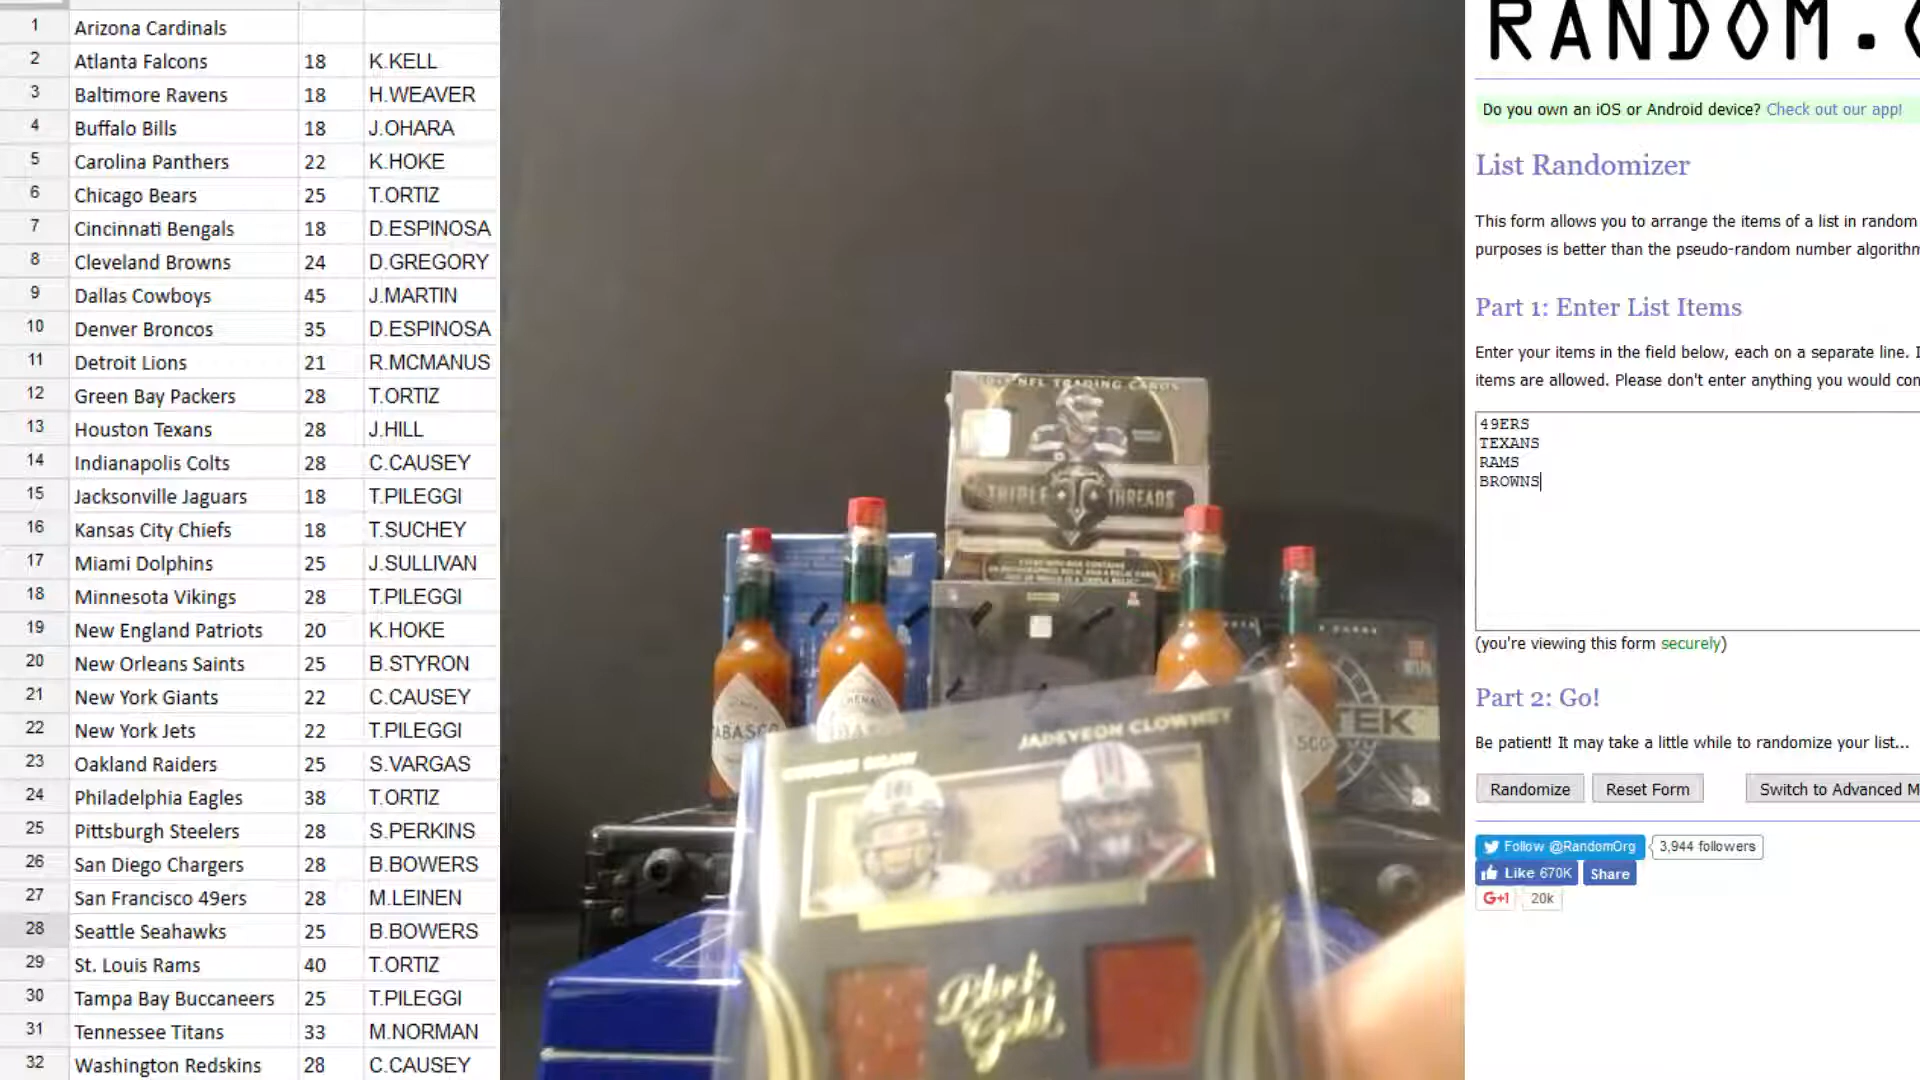 1 Arizona Cardinals
2 Atlanta Falcons 18 K.KELL
3 Baltimore Ravens 18 H.WEAVER
4 Buffalo Bills 18 J.OHARA
5 Carolina Panthers 22 K.HOKE
6 Chicago Bears 25 T.ORTIZ
7 Cincinnati Bengals 18 D.ESPINOSA
8 Cleveland Browns 24 D.GREGORY
9 Dallas Cowboys 45 J.MARTIN
10 Denver Broncos 35 D.ESPINOSA
11 Detroit Lions 21 R.MCMANUS
12 Green Bay Packers 28 T.ORTIZ
13 Houston Texans 28 J.HILL
14 Indianapolis Colts 28 C.CAUSEY
15 Jacksonville Jaguars 18 T.PILEGGI
16 Kansas City Chiefs 18 T.SUCHEY
17 Miami Dolphins 25 J.SULLIVAN
18 Minnesota Vikings 28 T.PILEGGI
19 New England Patriots 20 K.HOKE
20 New Orleans Saints 25 B.STYRON
21 New York Giants 22 C.CAUSEY
22 New York Jets 22 T.PILEGGI
23 Oakland Raiders 25 S.VARGAS
24 Philadelphia Eagles 38 T.ORTIZ
25 Pittsburgh Steelers 28 S.PERKINS
26 San Diego Chargers 28 B.BOWERS
27 San Francisco 49ers 28 M.LEINEN
28 Seattle Seahawks 25 B.BOWERS
29 St. Louis Rams 40 T.ORTIZ
30 Tampa Bay Buccaneers 25 T.PILEGGI
31 Tennessee Titans 33 M.NORMAN
32 Washington Redskins 28 C.CAUSEY
NFL TRADING CARDS
TRIPLE THREADS
TABASCO
TEK
JADEVEON CLOWNEY
Black
Gold
RANDOM.
Do you own an iOS or Android device? Check out our app!
List Randomizer
This form allows you to arrange the items of a list in random
purposes is better than the pseudo-random number algorithm
Part 1: Enter List Items
Enter your items in the field below, each on a separate line.
items are allowed. Please don't enter anything you would con
49ERS
TEXANS
RAMS
BROWNS
(you're viewing this form securely)
Part 2: Go!
Be patient! It may take a little while to randomize your list...
Randomize Reset Form Switch to Advanced M
Follow @RandomOrg 3,944 followers
Like 670K Share
G+1 20k